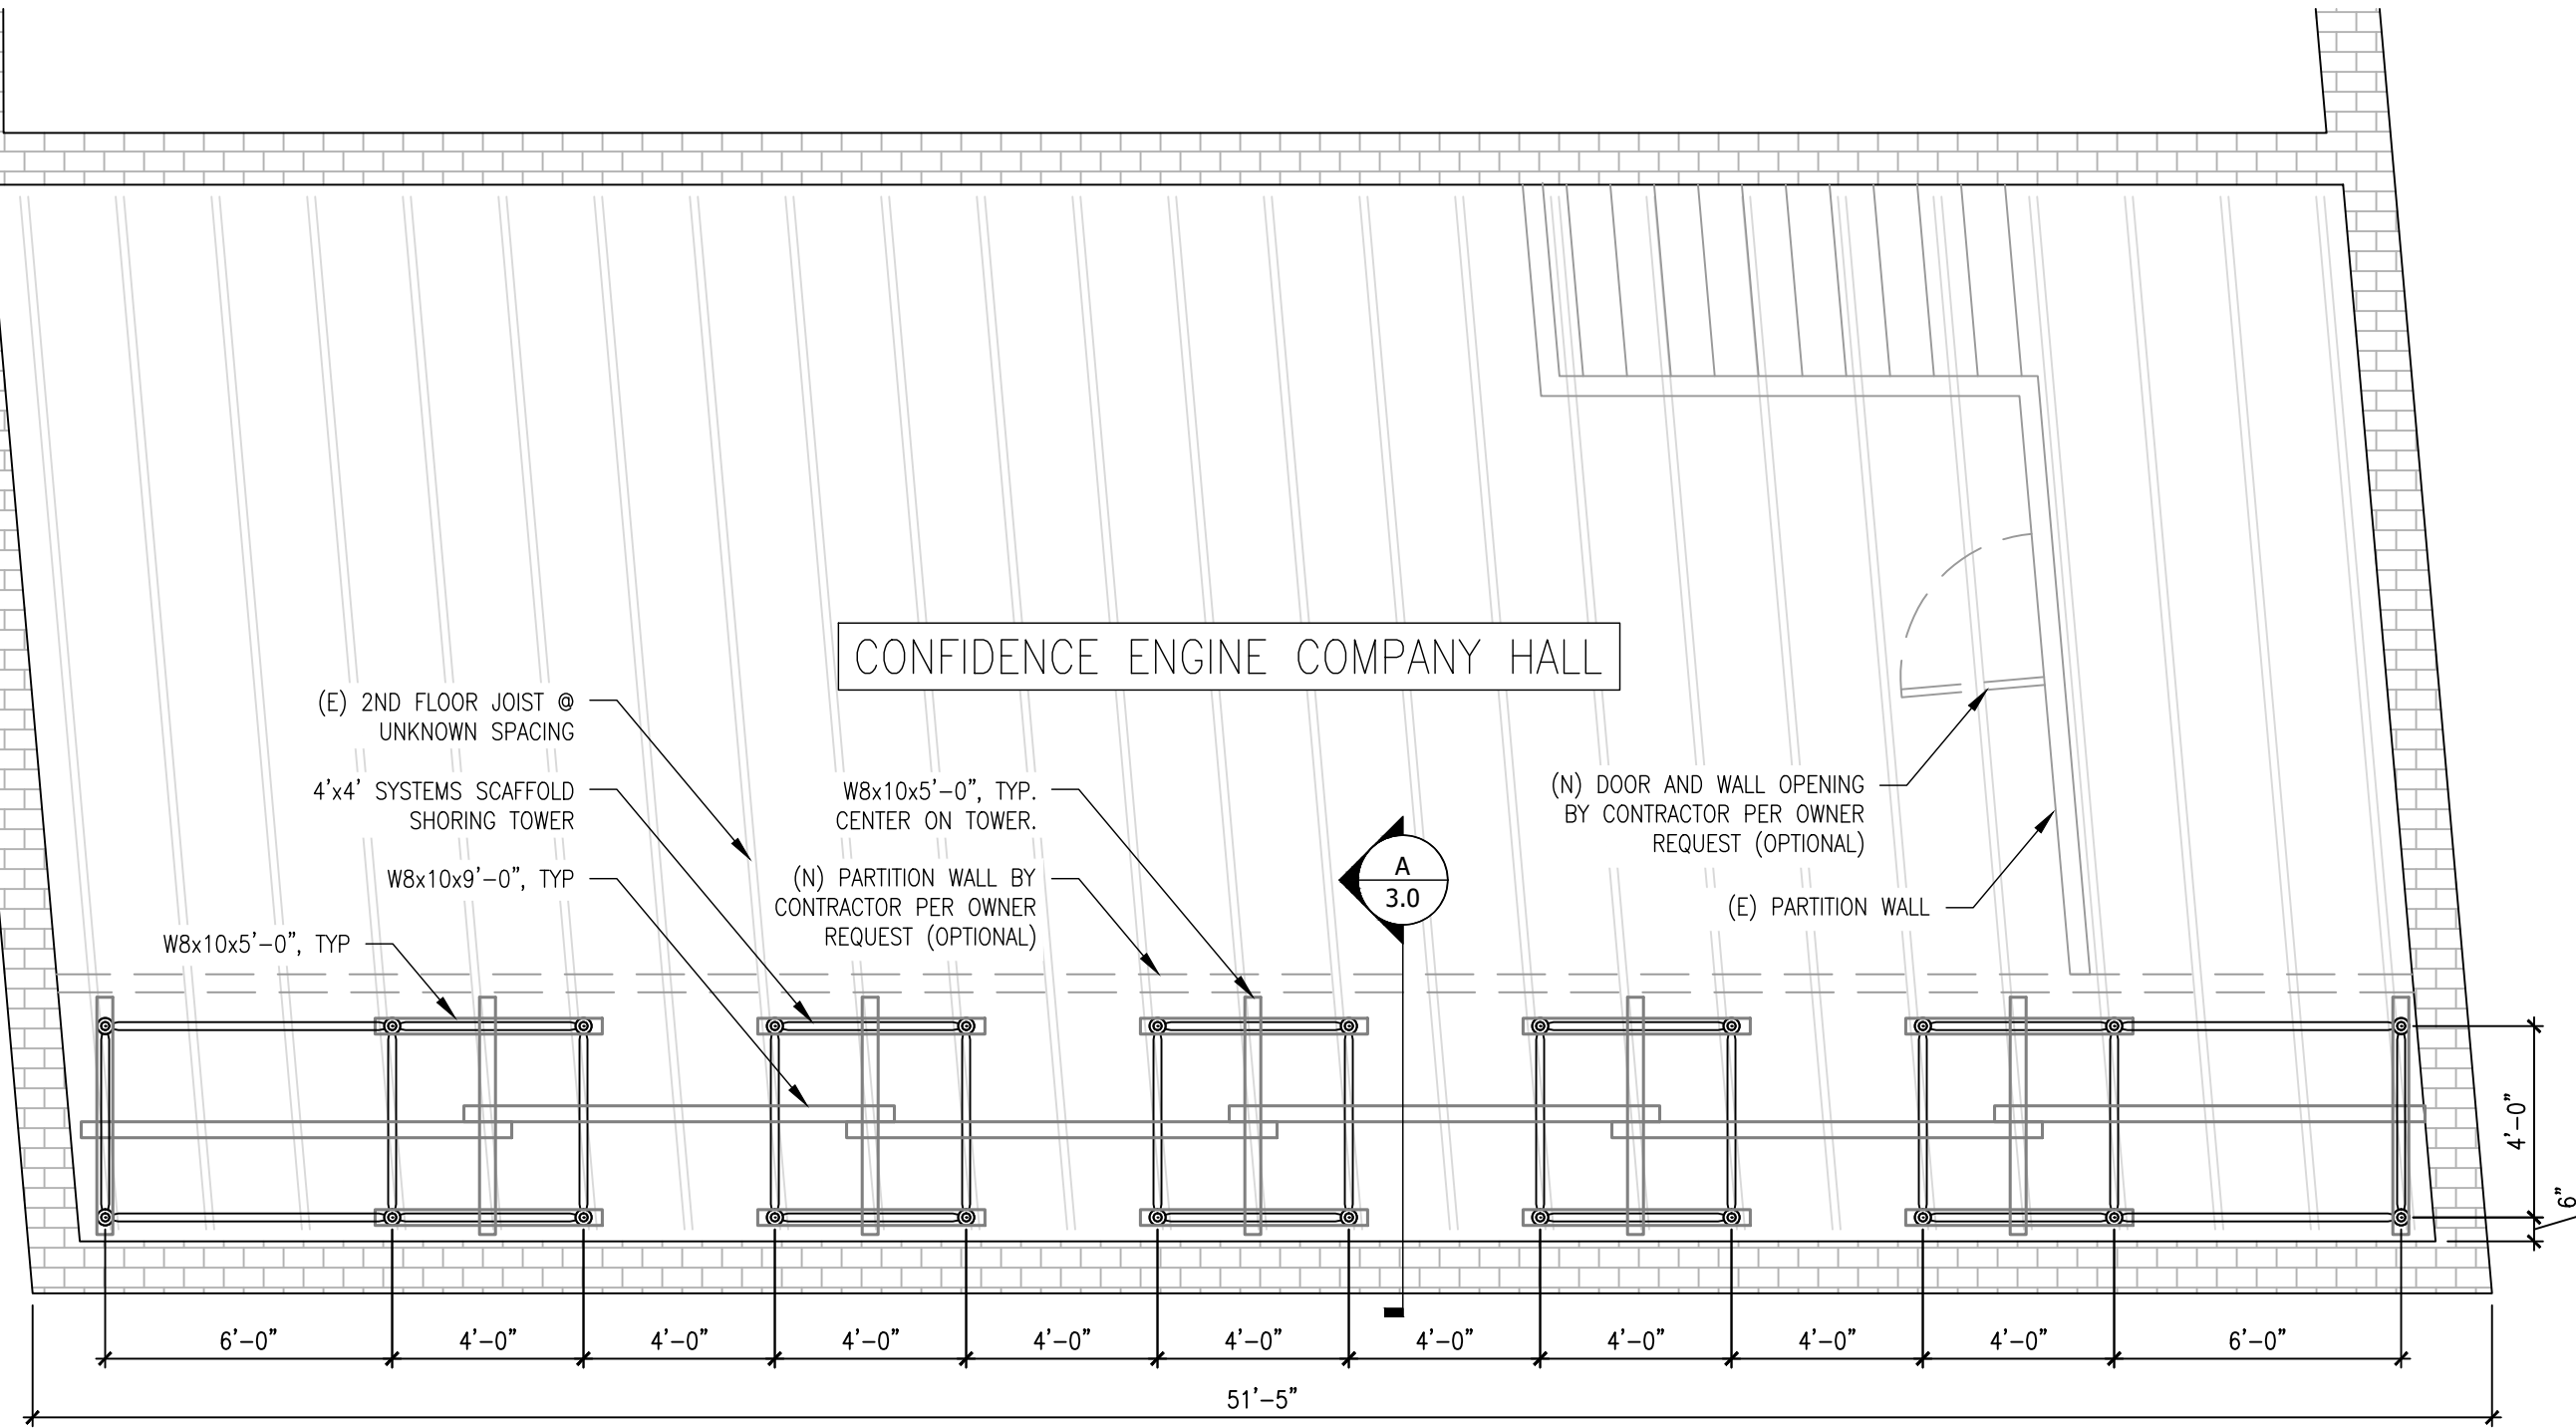 CONFIDENCE ENGINE COMPANY HALL
(E) 2ND FLOOR JOIST @
UNKNOWN SPACING
4'x4' SYSTEMS SCAFFOLD
SHORING TOWER
W8x10x9'-0", TYP
W8x10x5'-0", TYP
W8x10x5'-0", TYP.
CENTER ON TOWER.
(N) PARTITION WALL BY
CONTRACTOR PER OWNER
REQUEST (OPTIONAL)
A
3.0
(N) DOOR AND WALL OPENING
BY CONTRACTOR PER OWNER
REQUEST (OPTIONAL)
(E) PARTITION WALL
4'-0"
6"
6'-0"
4'-0"
4'-0"
4'-0"
4'-0"
4'-0"
4'-0"
4'-0"
4'-0"
4'-0"
6'-0"
51'-5"